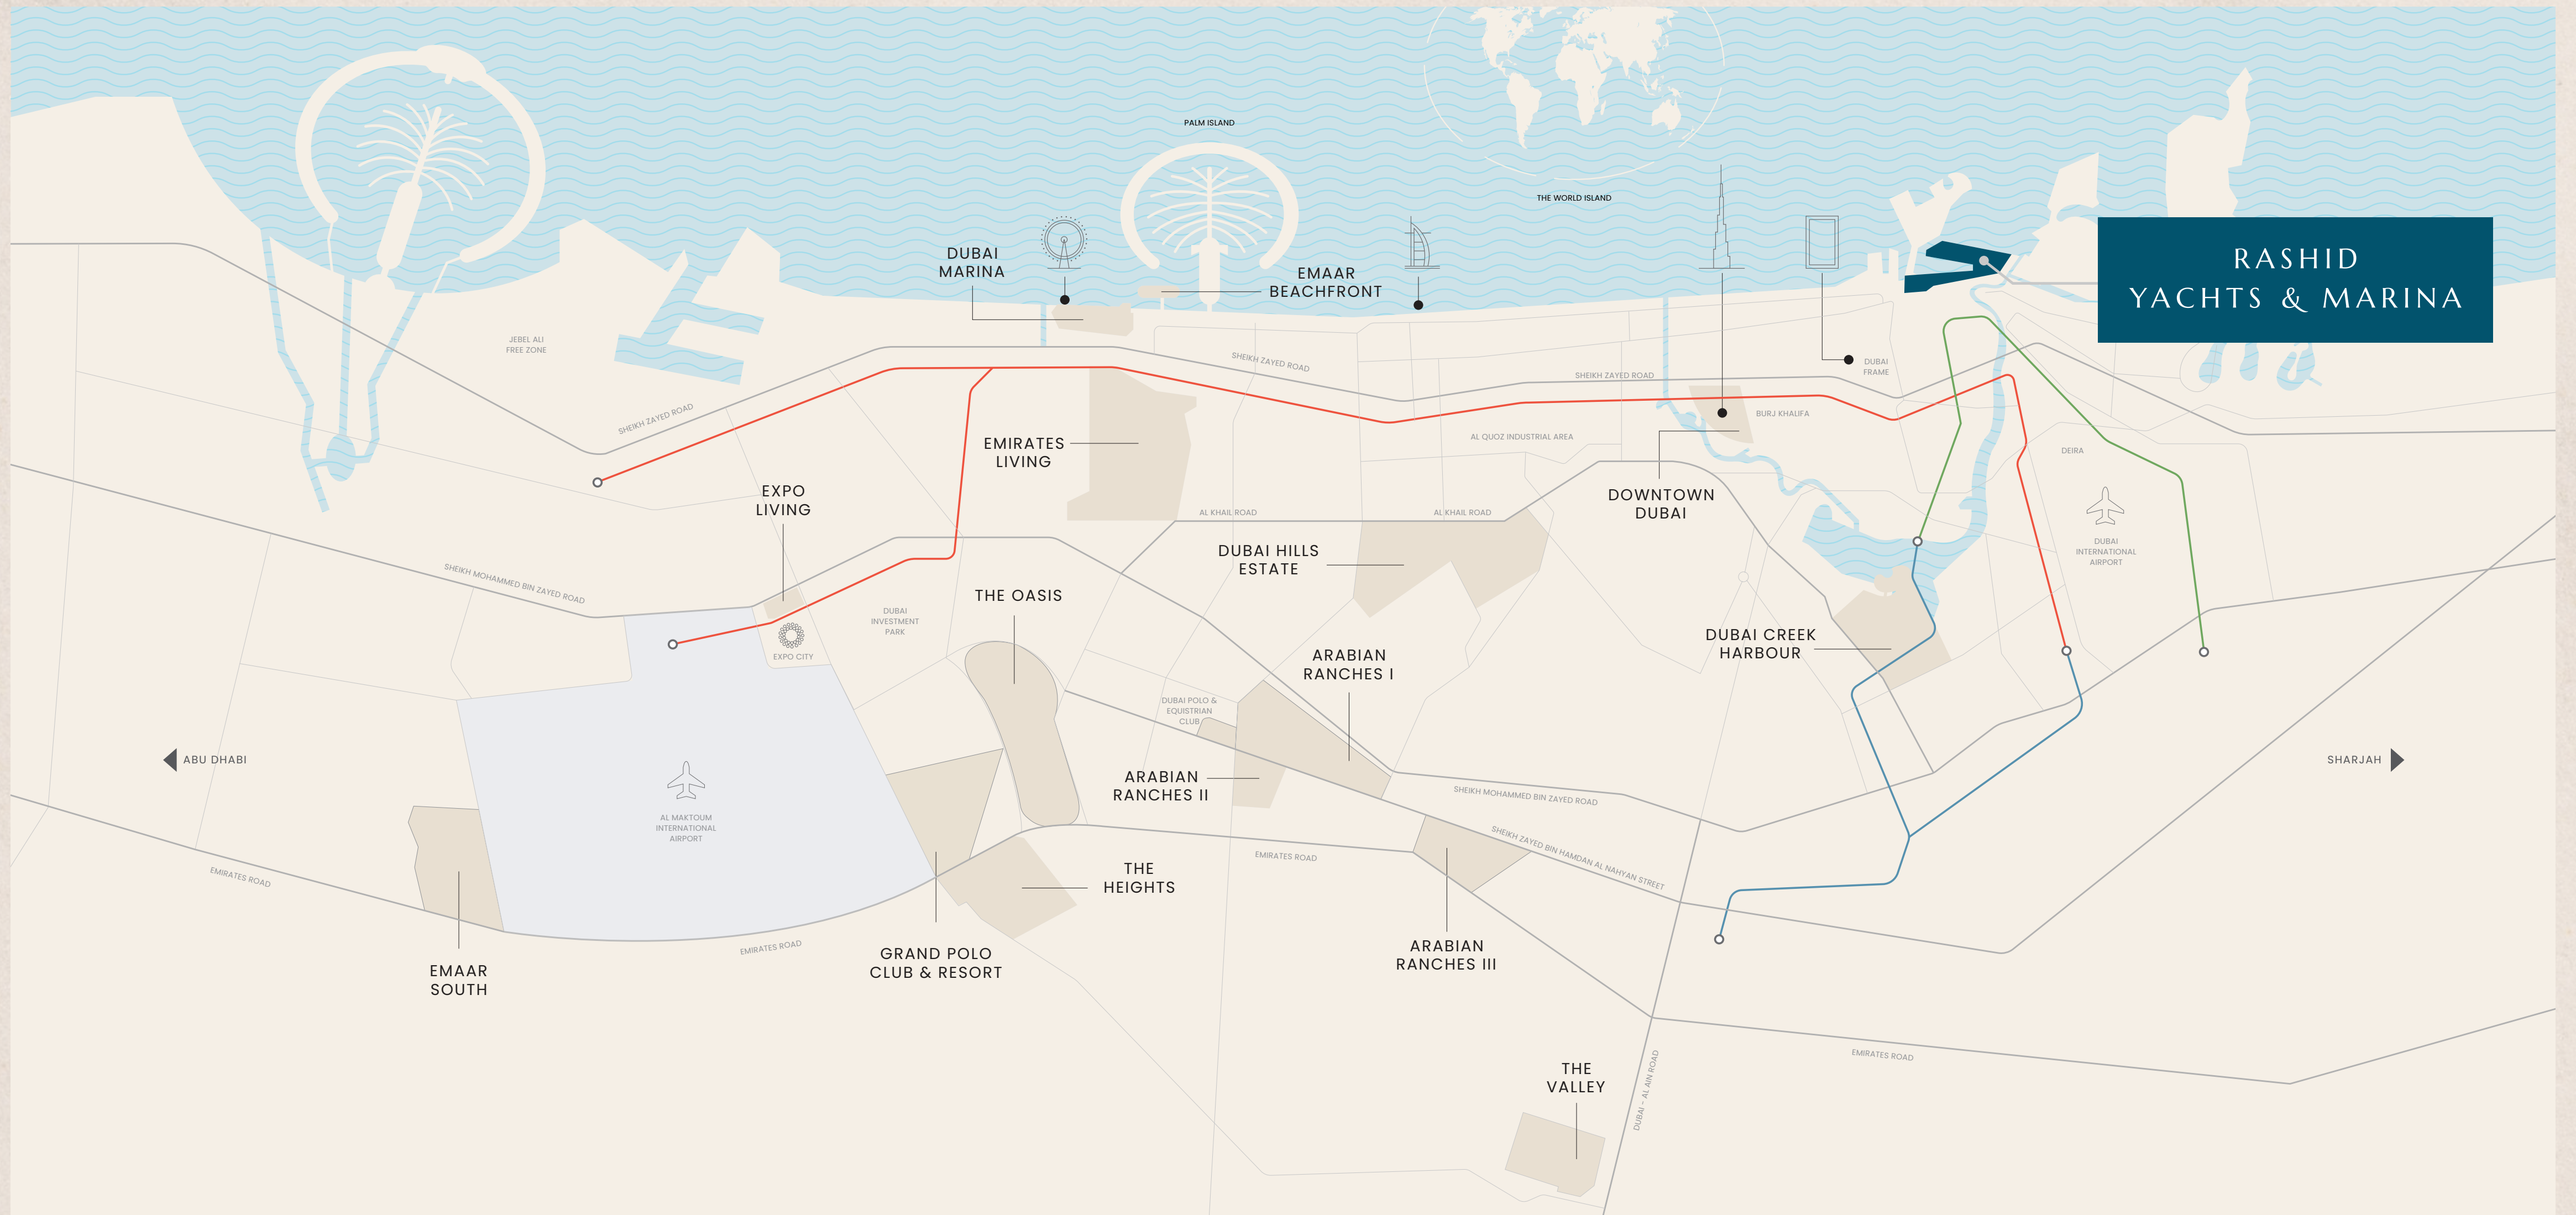 PALM ISLAND
THE WORLD ISLAND
DUBAI
MARINA
EMAAR
BEACHFRONT
RASHID
YACHTS & MARINA
JEBEL ALI
FREE ZONE
SHEIKH ZAYED ROAD
SHEIKH ZAYED ROAD
SHEIKH ZAYED ROAD
DUBAI
FRAME
BURJ KHALIFA
EMIRATES
LIVING
AL QUOZ INDUSTRIAL AREA
DEIRA
EXPO
LIVING
DOWNTOWN
DUBAI
AL KHAIL ROAD
AL KHAIL ROAD
DUBAI HILLS
ESTATE
DUBAI
INTERNATIONAL
AIRPORT
SHEIKH MOHAMMED BIN ZAYED ROAD
THE OASIS
DUBAI
INVESTMENT
PARK
EXPO CITY
DUBAI CREEK
HARBOUR
ARABIAN
RANCHES I
DUBAI POLO &
EQUISTRIAN
CLUB
ABU DHABI
SHARJAH
ARABIAN
RANCHES II
SHEIKH MOHAMMED BIN ZAYED ROAD
AL MAKTOUM
INTERNATIONAL
AIRPORT
SHEIKH ZAYED BIN HAMDAN AL NAHYAN STREET
EMIRATES ROAD
EMIRATES ROAD
THE
HEIGHTS
EMIRATES ROAD
GRAND POLO
CLUB & RESORT
ARABIAN
RANCHES III
EMAAR
SOUTH
EMIRATES ROAD
THE
VALLEY
DUBAI - AL AIN ROAD